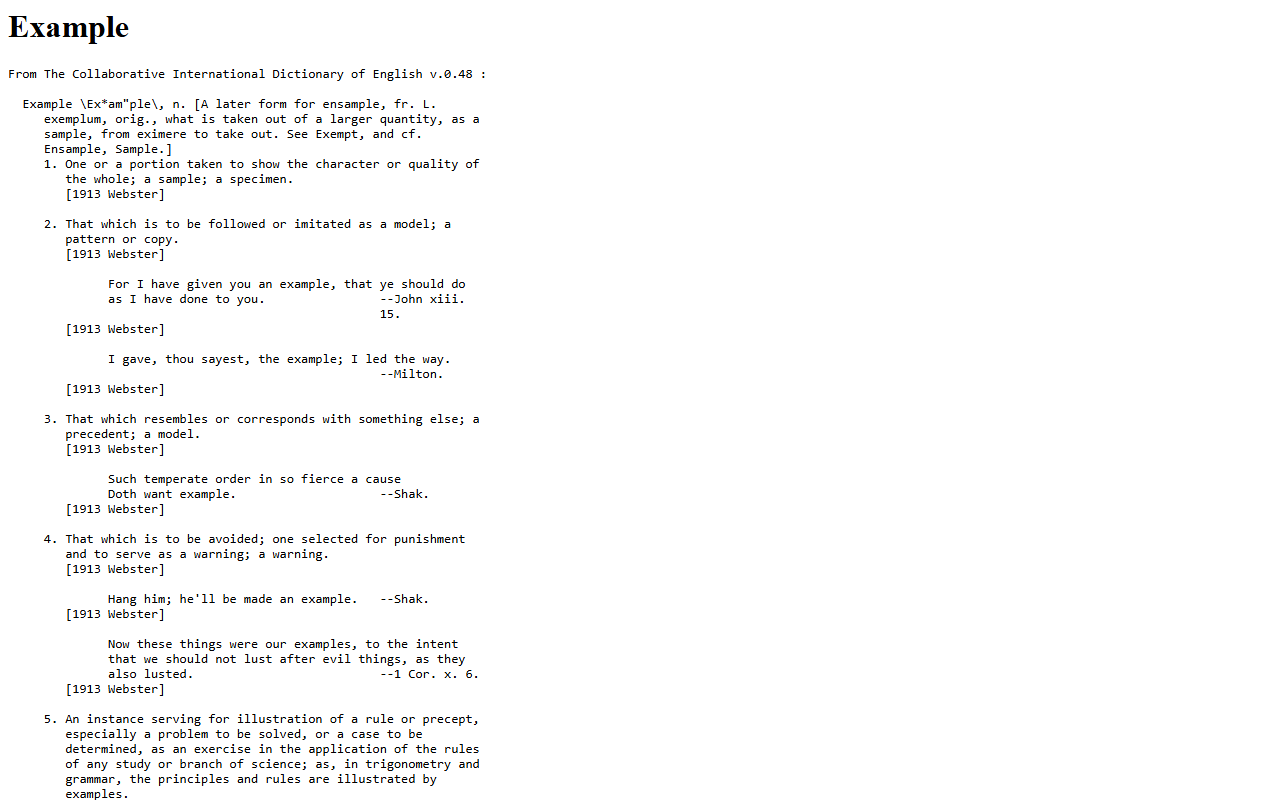 Example
From The Collaborative International Dictionary of English v.0.48 :
Example \Ex*am"ple\, n. [A later form for ensample, fr. L.
exemplum, orig., what is taken out of a larger quantity, as a
sample, from eximere to take out. See Exempt, and cf.
Ensample, Sample.]
1. One or a portion taken to show the character or quality of
the whole; a sample; a specimen.
[1913 Webster]
2. That which is to be followed or imitated as a model; a
pattern or copy.
[1913 Webster]
For I have given you an example, that ye should do
as I have done to you. --John xiii.
15.
[1913 Webster]
I gave, thou sayest, the example; I led the way.
--Milton.
[1913 Webster]
3. That which resembles or corresponds with something else; a
precedent; a model.
[1913 Webster]
Such temperate order in so fierce a cause
Doth want example. --Shak.
[1913 Webster]
4. That which is to be avoided; one selected for punishment
and to serve as a warning; a warning.
[1913 Webster]
Hang him; he'll be made an example. --Shak.
[1913 Webster]
Now these things were our examples, to the intent
that we should not lust after evil things, as they
also lusted. --1 Cor. x. 6.
[1913 Webster]
5. An instance serving for illustration of a rule or precept,
especially a problem to be solved, or a case to be
determined, as an exercise in the application of the rules
of any study or branch of science; as, in trigonometry and
grammar, the principles and rules are illustrated by
examples.